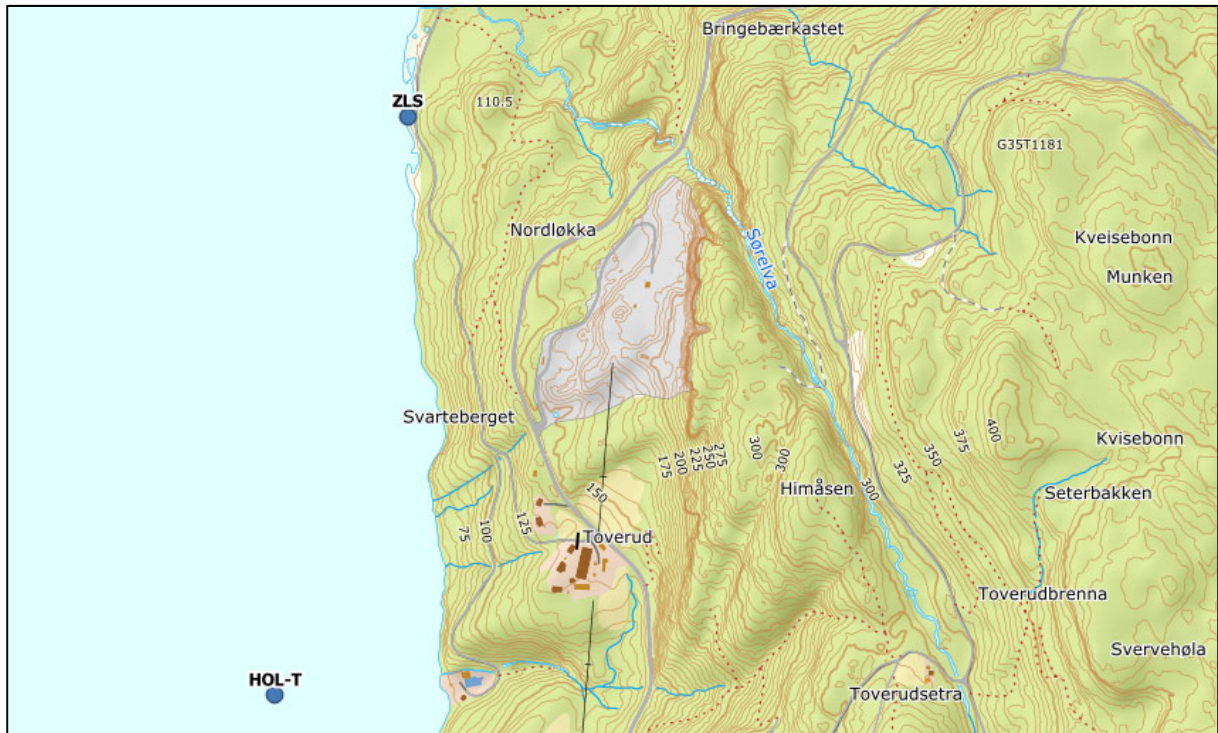 Bringebærkastet
ZLS
110.5
G35T1181
Nordløkka
Sørelva
Kveisebonn
Munken
Svarteberget
400
375
350
325
300
300
300
275
250
225
200
175
Kvisebonn
Himåsen
Seterbakken
150
125
100
75
Toverud
Toverudbrenna
Svervehøla
HOL-T
Toverudsetra